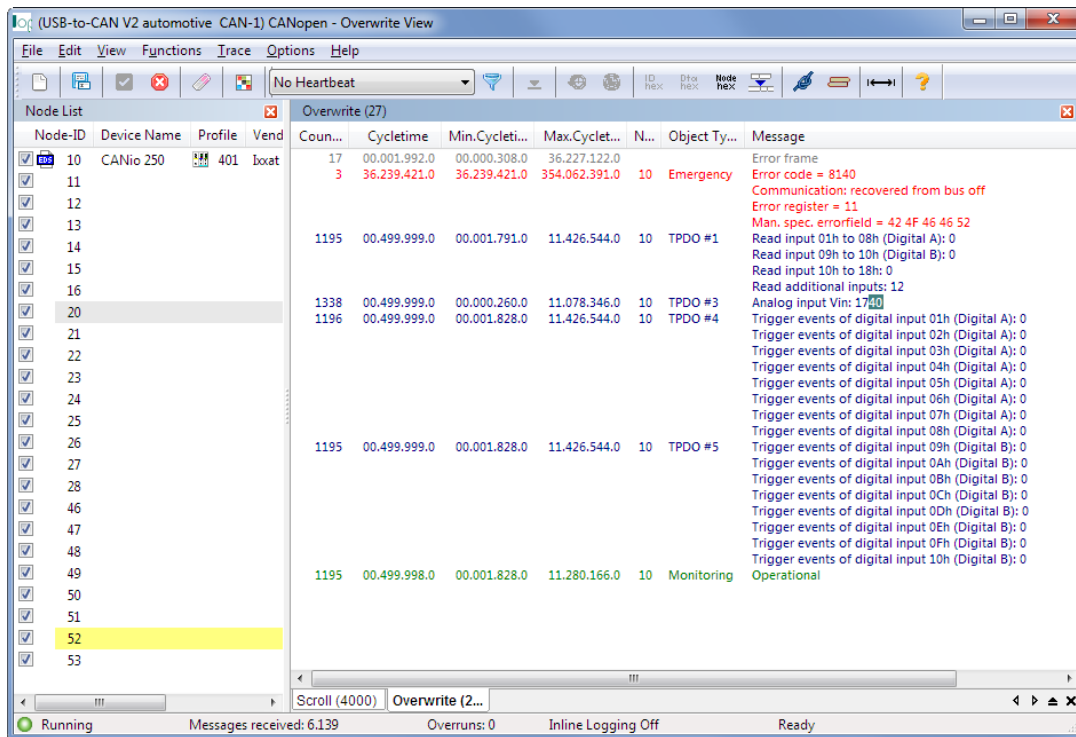 (USB-to-CAN V2 automotive CAN-1) CANopen - Overwrite View
File Edit View Functions Trace Options Help
No Heartbeat ID hex Dta hex Node hex
Node List
Node-ID Device Name Profile Vend
EDS 10 CANio 250 401 Ixxat
11
12
13
14
15
16
20
21
22
23
24
25
26
27
28
46
47
48
49
50
51
52
53
Overwrite (27)
Coun... Cycletime Min.Cycleti... Max.Cyclet... N... Object Ty... Message
17 00.001.992.0 00.000.308.0 36.227.122.0 Error frame
3 36.239.421.0 36.239.421.0 354.062.391.0 10 Emergency Error code = 8140
Communication: recovered from bus off
Error register = 11
Man. spec. errorfield = 42 4F 46 46 52
1195 00.499.999.0 00.001.791.0 11.426.544.0 10 TPDO #1 Read input 01h to 08h (Digital A): 0
Read input 09h to 10h (Digital B): 0
Read input 10h to 18h: 0
Read additional inputs: 12
1338 00.499.999.0 00.000.260.0 11.078.346.0 10 TPDO #3 Analog input Vin: 1740
1196 00.499.999.0 00.001.828.0 11.426.544.0 10 TPDO #4 Trigger events of digital input 01h (Digital A): 0
Trigger events of digital input 02h (Digital A): 0
Trigger events of digital input 03h (Digital A): 0
Trigger events of digital input 04h (Digital A): 0
Trigger events of digital input 05h (Digital A): 0
Trigger events of digital input 06h (Digital A): 0
Trigger events of digital input 07h (Digital A): 0
Trigger events of digital input 08h (Digital A): 0
1195 00.499.999.0 00.001.828.0 11.426.544.0 10 TPDO #5 Trigger events of digital input 09h (Digital B): 0
Trigger events of digital input 0Ah (Digital B): 0
Trigger events of digital input 0Bh (Digital B): 0
Trigger events of digital input 0Ch (Digital B): 0
Trigger events of digital input 0Dh (Digital B): 0
Trigger events of digital input 0Eh (Digital B): 0
Trigger events of digital input 0Fh (Digital B): 0
Trigger events of digital input 10h (Digital B): 0
1195 00.499.998.0 00.001.828.0 11.280.166.0 10 Monitoring Operational
Scroll (4000) Overwrite (2...
Running Messages received: 6.139 Overruns: 0 Inline Logging Off Ready